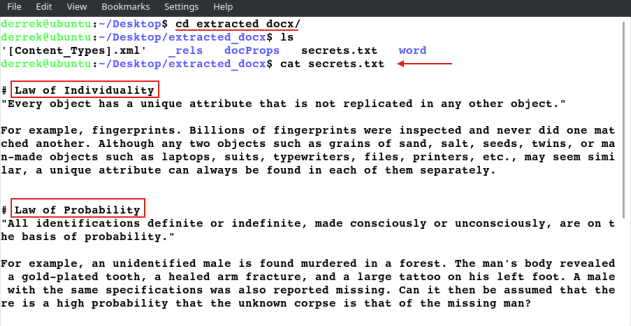 File Edit View Bookmarks Settings Help
derrek@ubuntu:~/Desktop$ cd extracted_docx/
derrek@ubuntu:~/Desktop/extracted_docx$ ls
'[Content_Types].xml' _rels docProps secrets.txt word
derrek@ubuntu:~/Desktop/extracted_docx$ cat secrets.txt
# Law of Individuality
"Every object has a unique attribute that is not replicated in any other object."
For example, fingerprints. Billions of fingerprints were inspected and never did one mat
ched another. Although any two objects such as grains of sand, salt, seeds, twins, or ma
n-made objects such as laptops, suits, typewriters, files, printers, etc., may seem simi
lar, a unique attribute can always be found in each of them separately.
# Law of Probability
"All identifications definite or indefinite, made consciously or unconsciously, are on t
he basis of probability."
For example, an unidentified male is found murdered in a forest. The man's body revealed
a gold-plated tooth, a healed arm fracture, and a large tattoo on his left foot. A male
with the same specifications was also reported missing. Can it then be assumed that the
re is a high probability that the unknown corpse is that of the missing man?